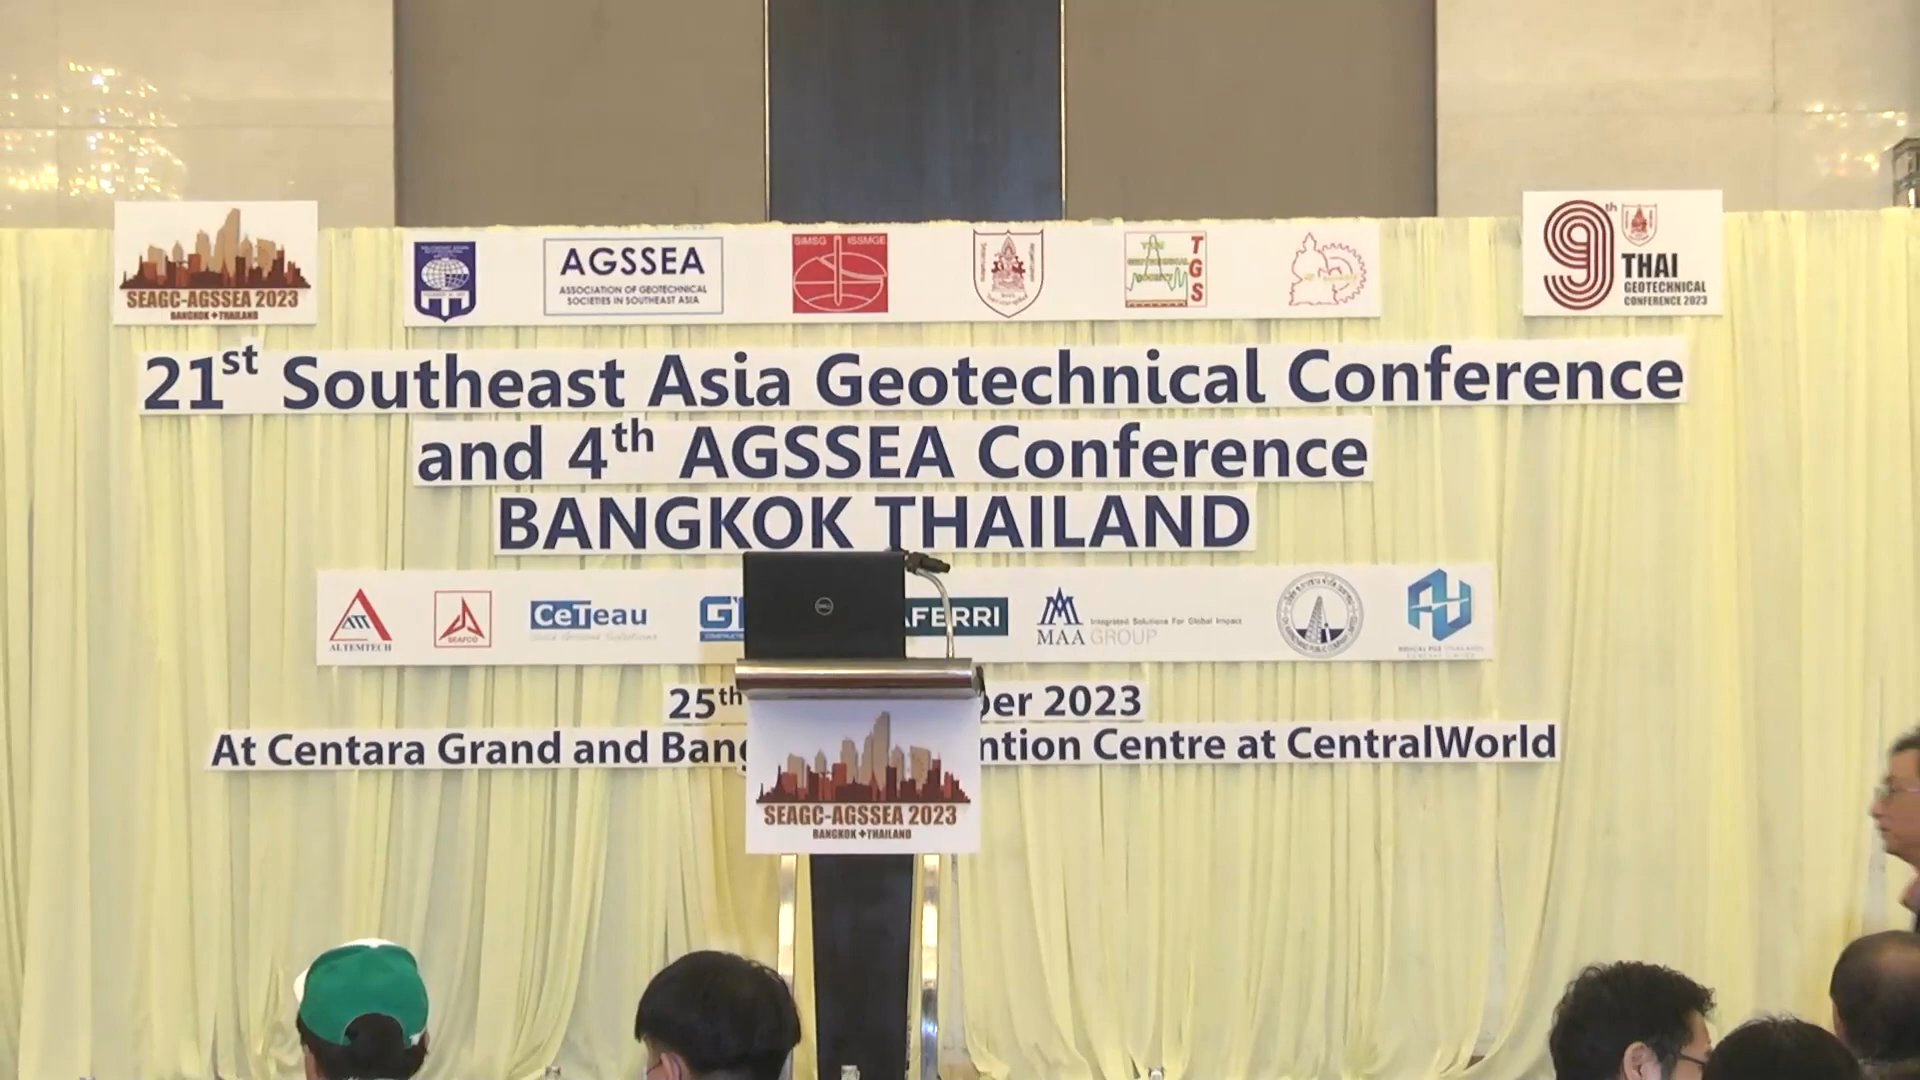 SEAGC-AGSSEA 2023
BANGKOK THAILAND
AGSSEA
ASSOCIATION OF GEOTECHNICAL
SOCIETIES IN SOUTHEAST ASIA
SIMSG ISSMGE
TGS
9th
THAI
GEOTECHNICAL
CONFERENCE 2023
21st Southeast Asia Geotechnical Conference
and 4th AGSSEA Conference
BANGKOK THAILAND
ALTEMTECH
SEAFCO
CeTeau
AFERRI
MAA GROUP
Integrated Solutions For Global Impact
25th
ber 2023
At Centara Grand and Bang
ntion Centre at CentralWorld
DELL
SEAGC-AGSSEA 2023
BANGKOK THAILAND